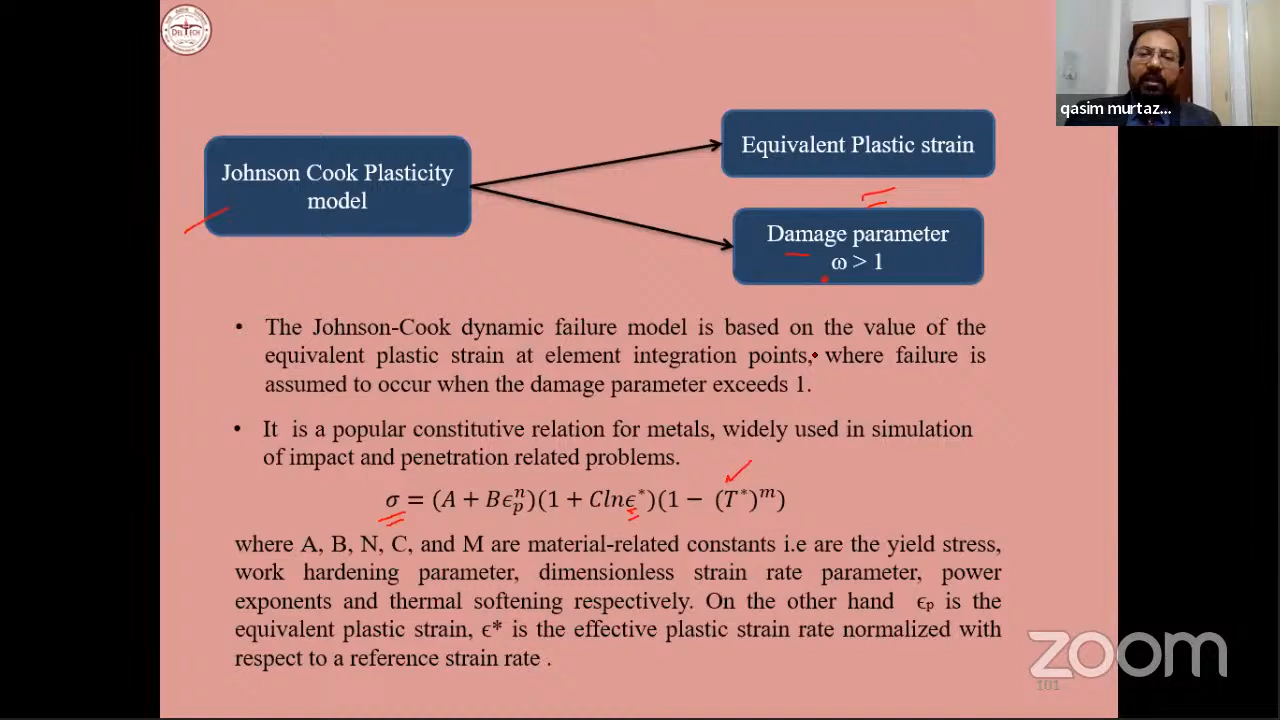 DELTECH
qasim murtaz...
Johnson Cook Plasticity
model
Equivalent Plastic strain
Damage parameter
ω > 1
• The Johnson-Cook dynamic failure model is based on the value of the
equivalent plastic strain at element integration points, where failure is
assumed to occur when the damage parameter exceeds 1.
• It is a popular constitutive relation for metals, widely used in simulation
of impact and penetration related problems.
σ = (A + Bϵₚⁿ)(1 + Clnϵ*)(1 − (T*)ᵐ)
where A, B, N, C, and M are material-related constants i.e are the yield stress,
work hardening parameter, dimensionless strain rate parameter, power
exponents and thermal softening respectively. On the other hand ϵₚ is the
equivalent plastic strain, ϵ* is the effective plastic strain rate normalized with
respect to a reference strain rate .
zoom
101